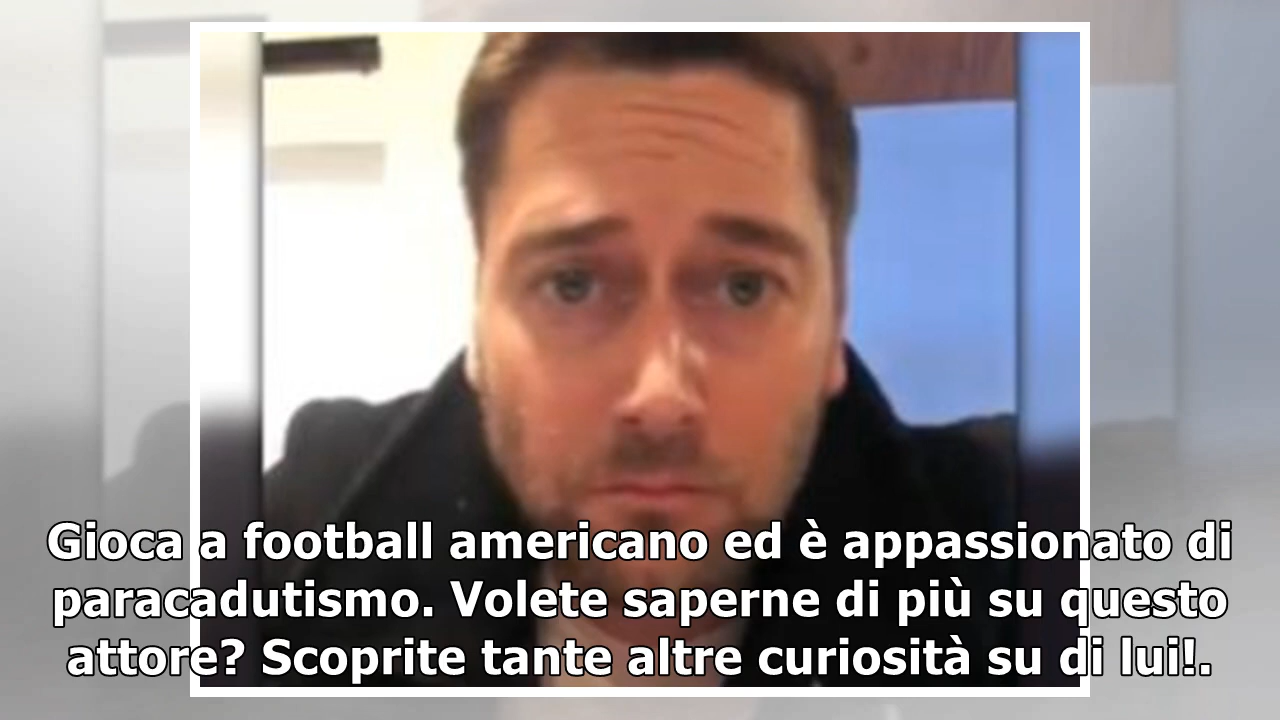 Gioca a football americano ed è appassionato di
paracadutismo. Volete saperne di più su questo
attore? Scoprite tante altre curiosità su di lui!.